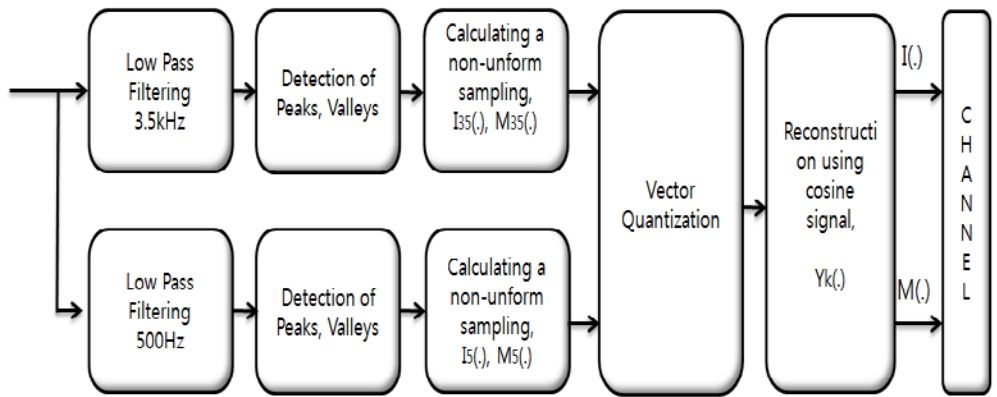 Low Pass
Filtering
3.5kHz
Detection of
Peaks, Valleys
Calculating a
non-unform
sampling,
I35(.), M35(.)
Low Pass
Filtering
500Hz
Detection of
Peaks, Valleys
Calculating a
non-unform
sampling,
I5(.), M5(.)
Vector
Quantization
Reconstructi
on using
cosine
signal,
Yk(.)
I(.)
M(.)
C
H
A
N
N
E
L